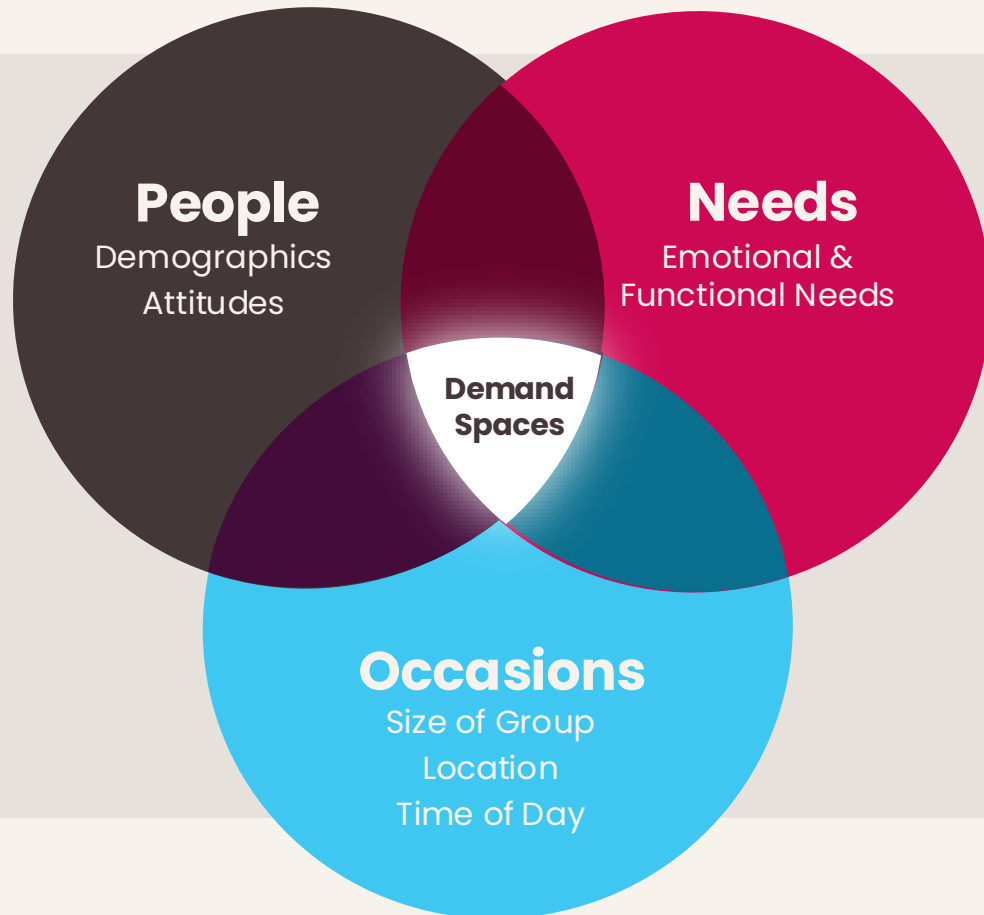 People
Demographics
Attitudes
Needs
Emotional &
Functional Needs
Demand
Spaces
Occasions
Size of Group
Location
Time of Day